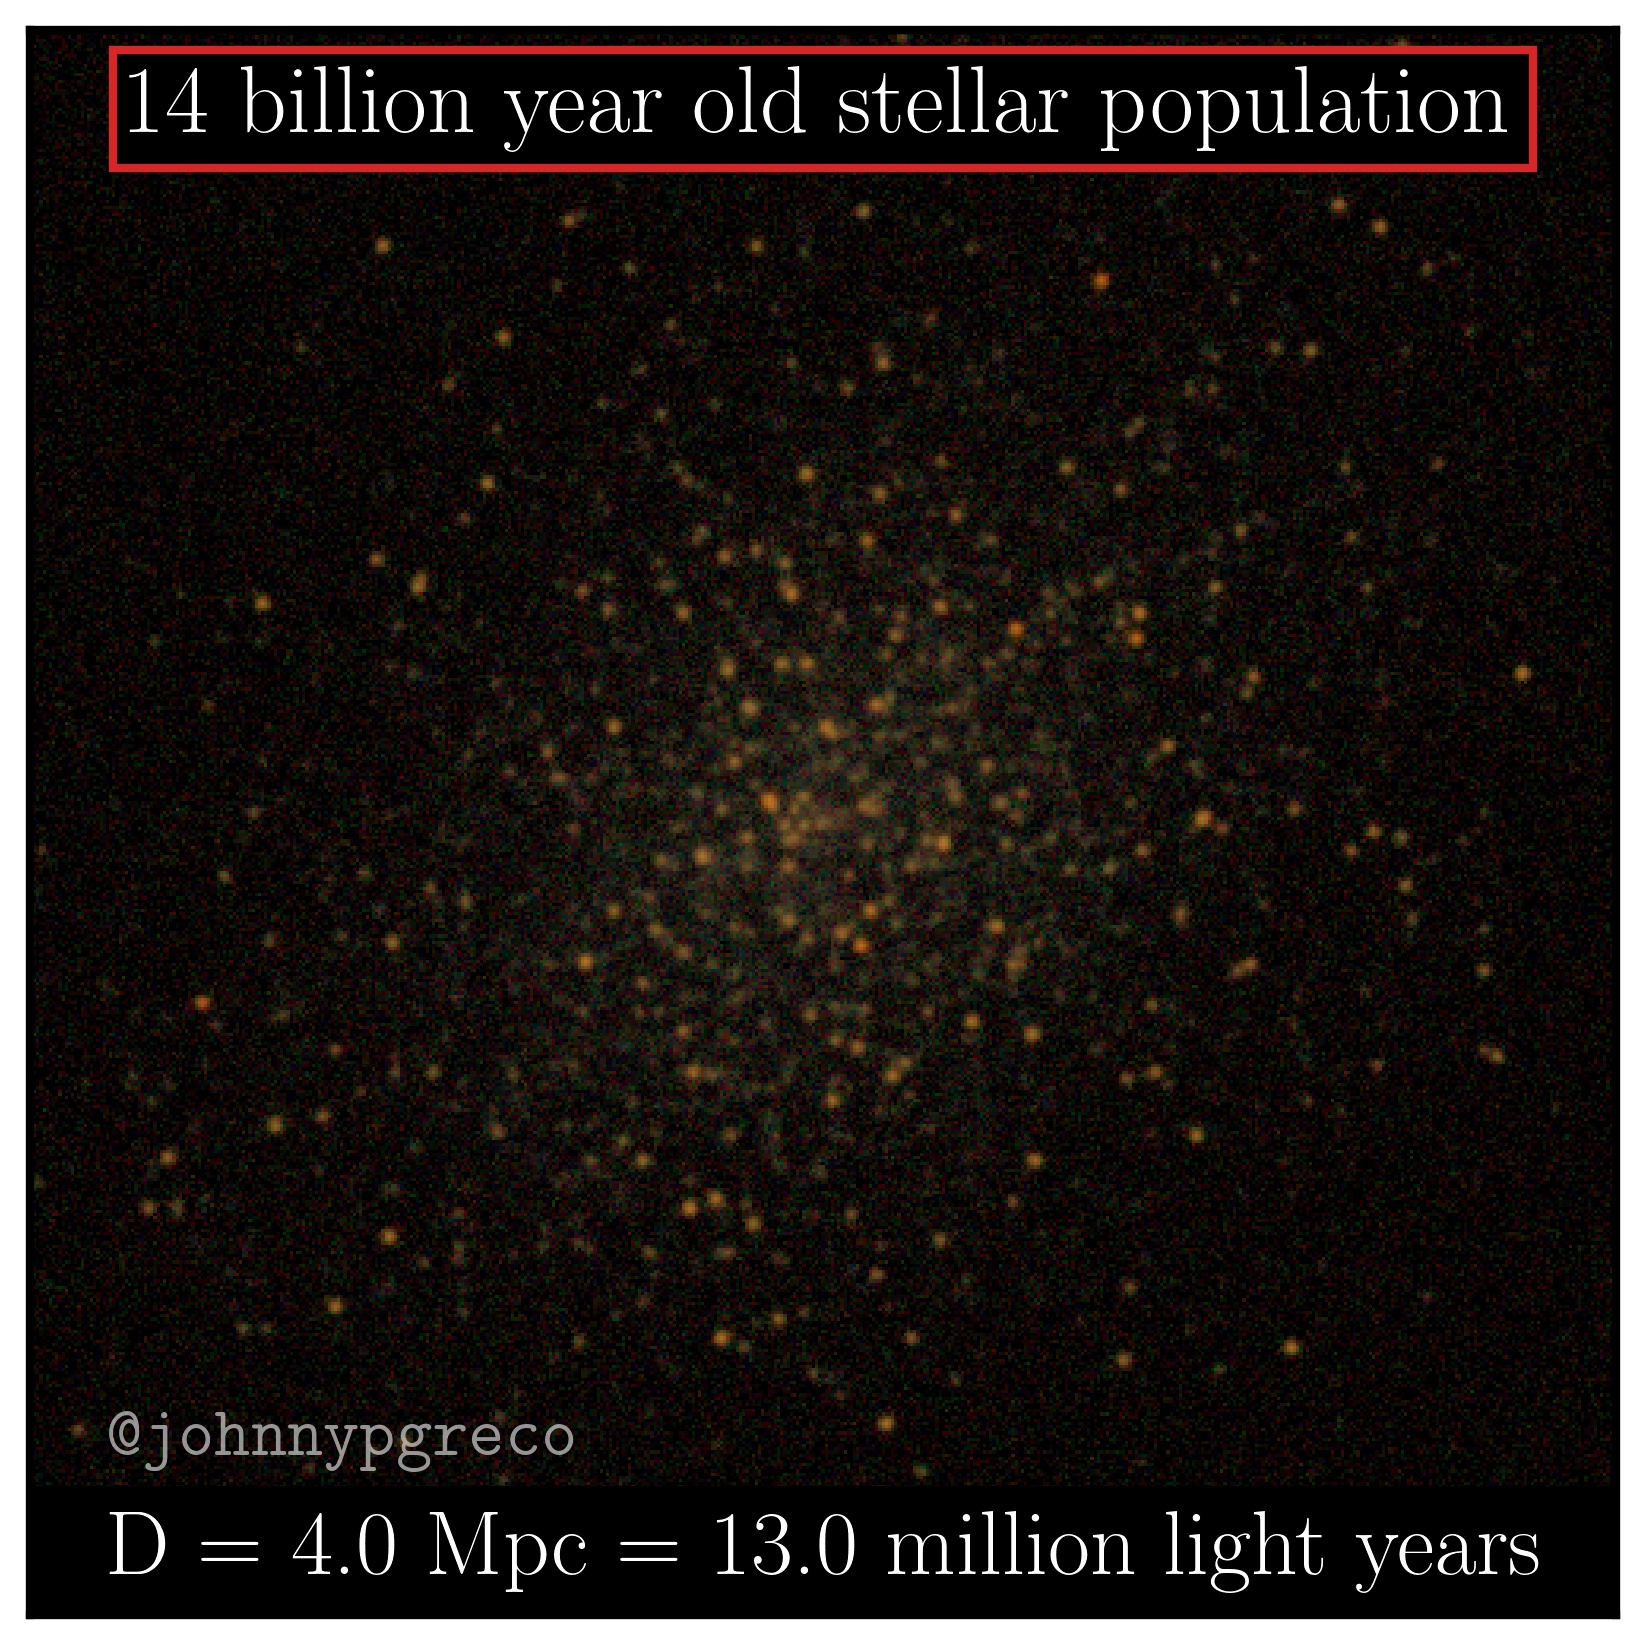 14 billion year old stellar population
@johnnypgreco
D = 4.0 Mpc = 13.0 million light years